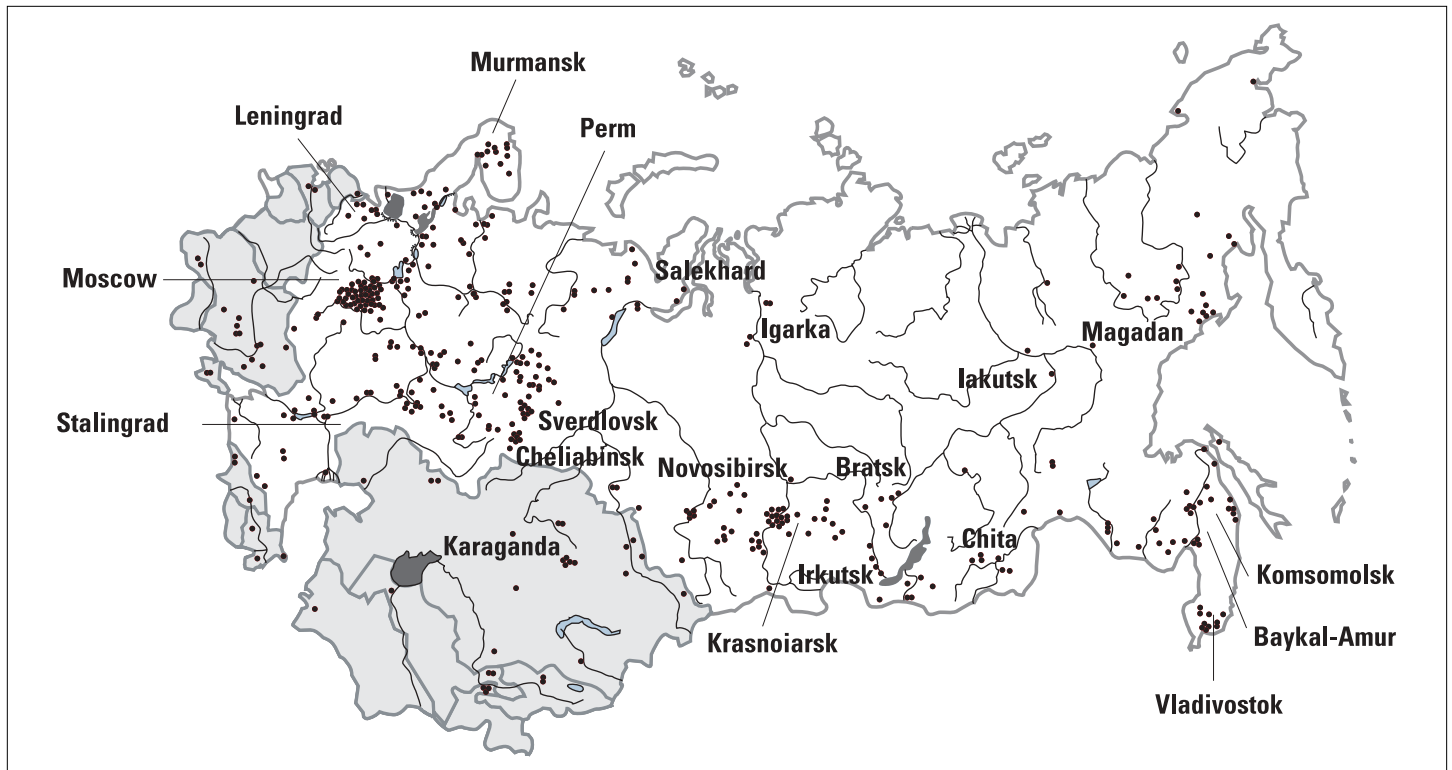 Murmansk
Leningrad
Perm
Moscow
Salekhard
Igarka
Magadan
Iakutsk
Stalingrad
Sverdlovsk
Cheliabinsk
Novosibirsk
Bratsk
Karaganda
Chita
Irkutsk
Komsomolsk
Krasnoiarsk
Baykal-Amur
Vladivostok